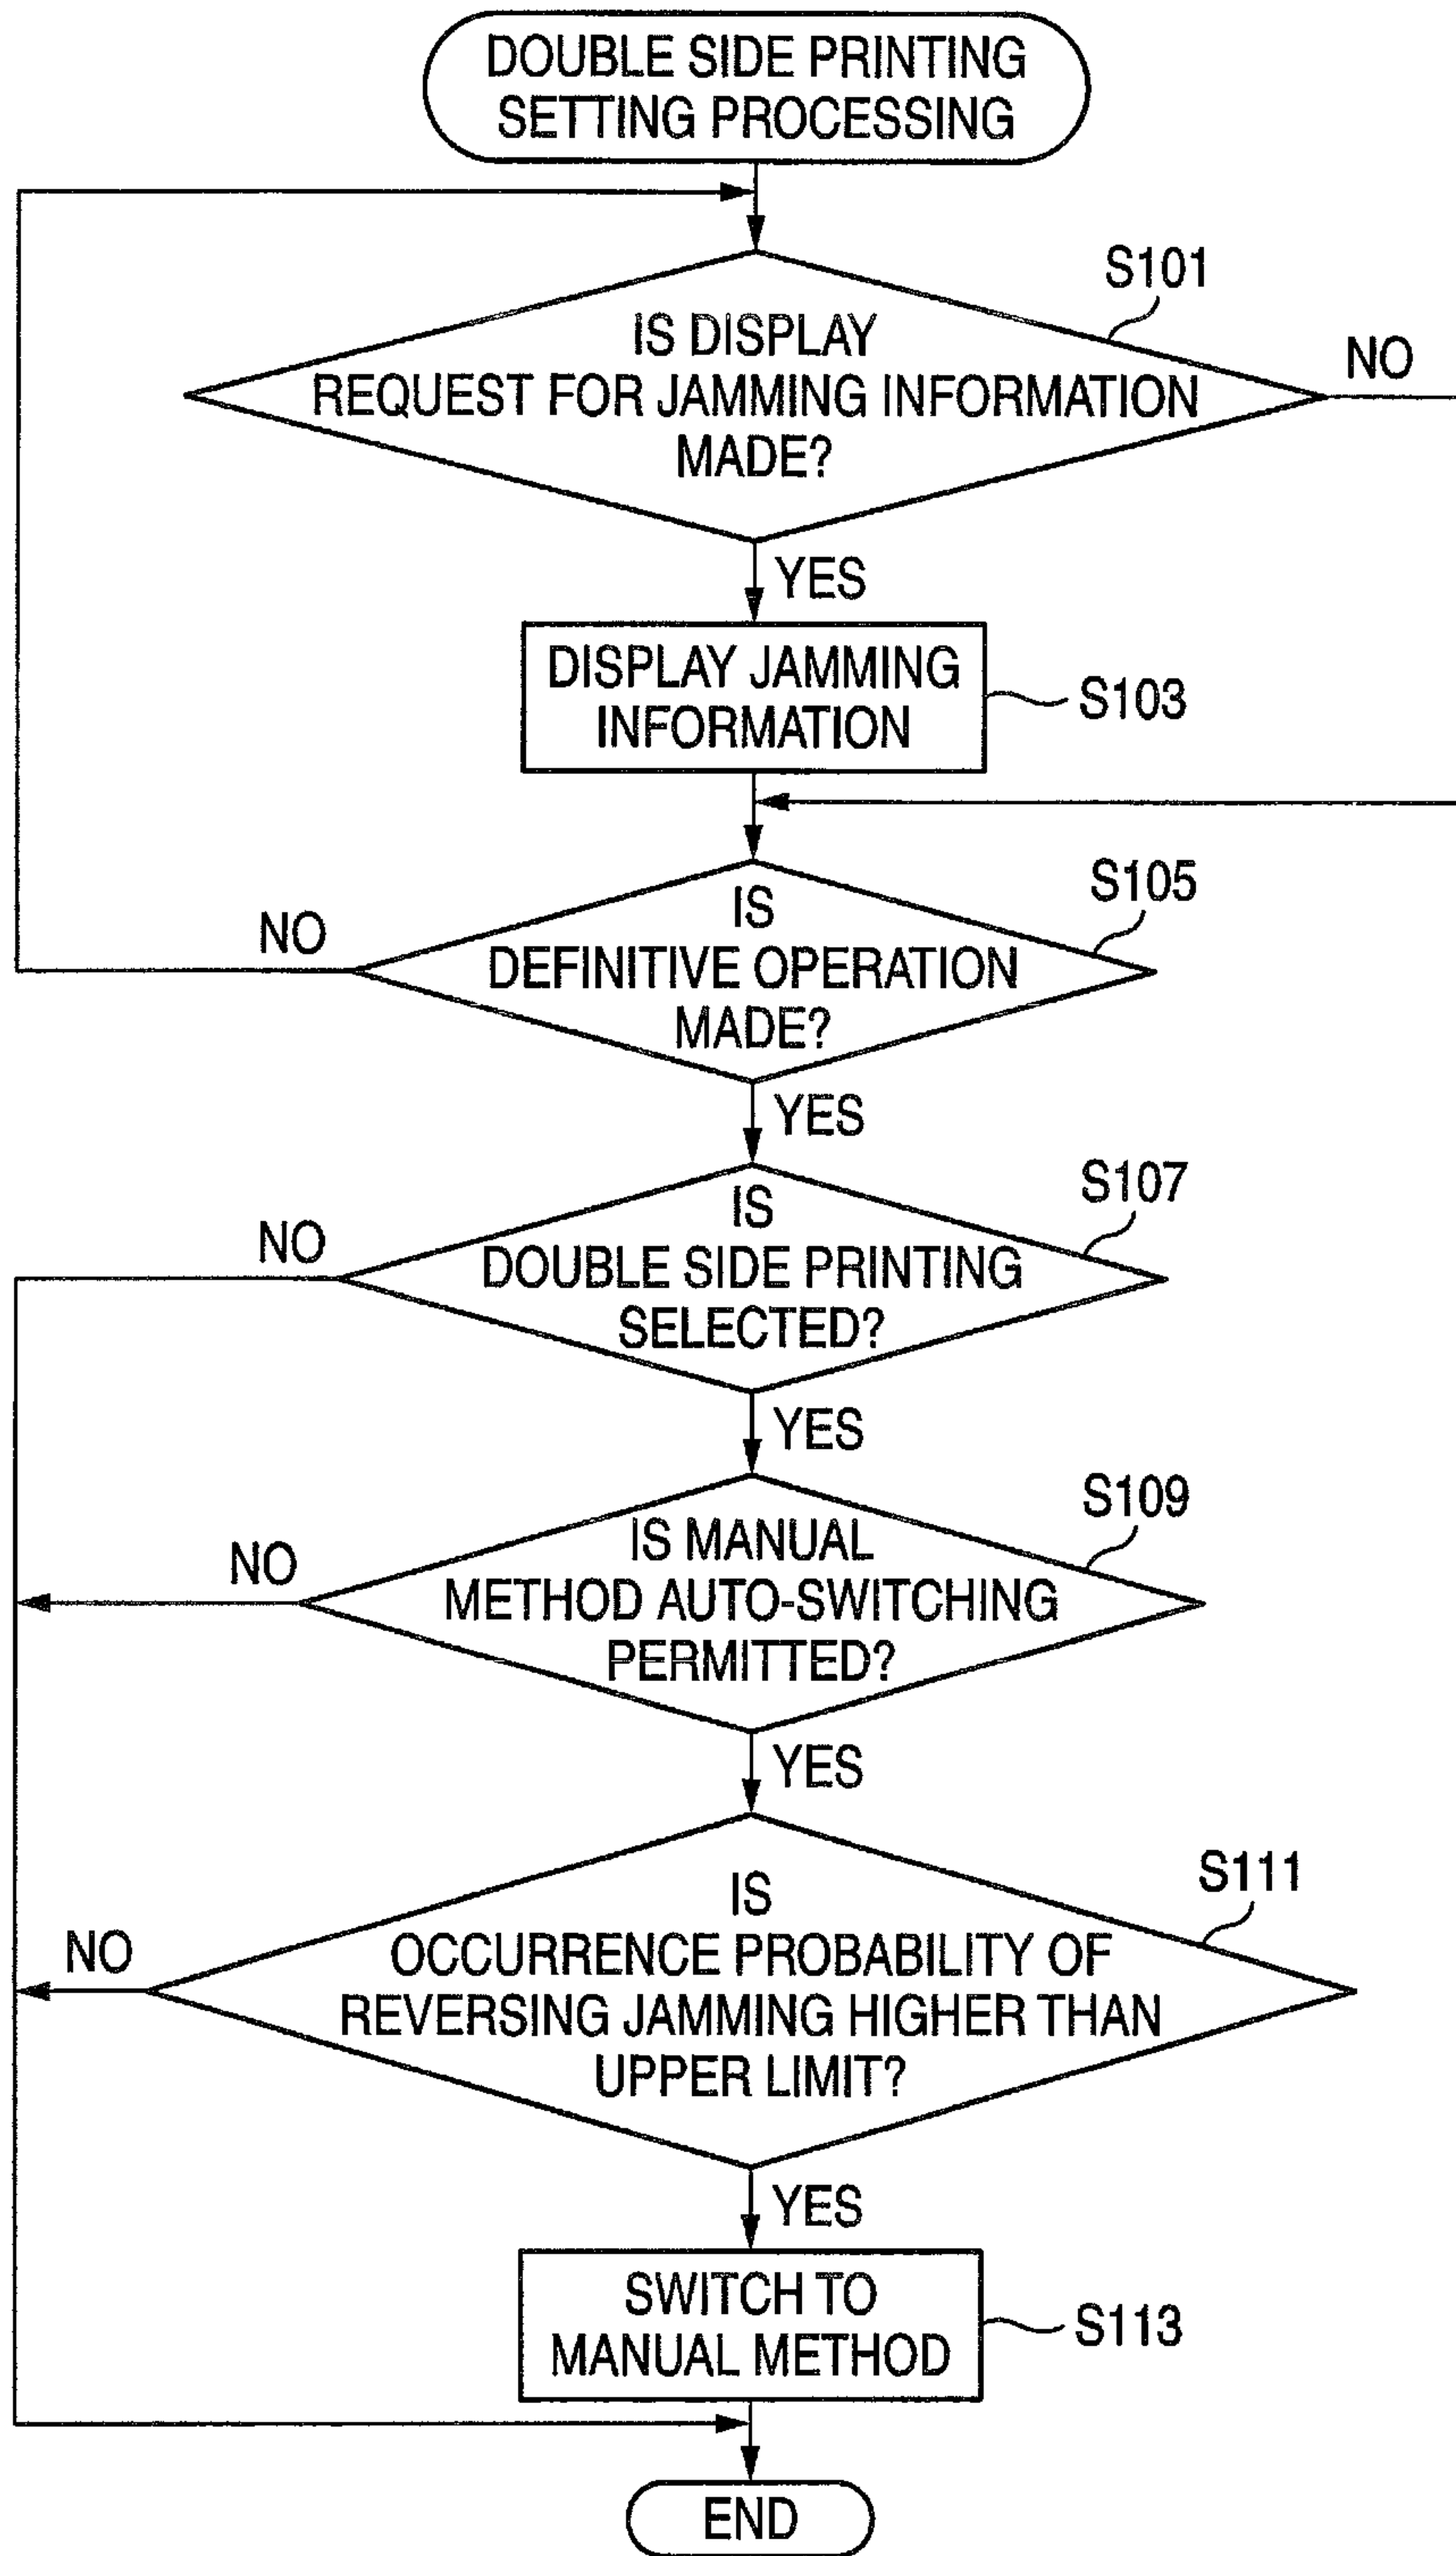 DOUBLE SIDE PRINTING
SETTING PROCESSING
S101
IS DISPLAY
REQUEST FOR JAMMING INFORMATION
MADE?
NO
YES
DISPLAY JAMMING
INFORMATION
S103
S105
IS
DEFINITIVE OPERATION
MADE?
NO
YES
S107
IS
DOUBLE SIDE PRINTING
SELECTED?
NO
YES
S109
IS MANUAL
METHOD AUTO-SWITCHING
PERMITTED?
NO
YES
S111
IS
OCCURRENCE PROBABILITY OF
REVERSING JAMMING HIGHER THAN
UPPER LIMIT?
NO
YES
SWITCH TO
MANUAL METHOD
S113
END